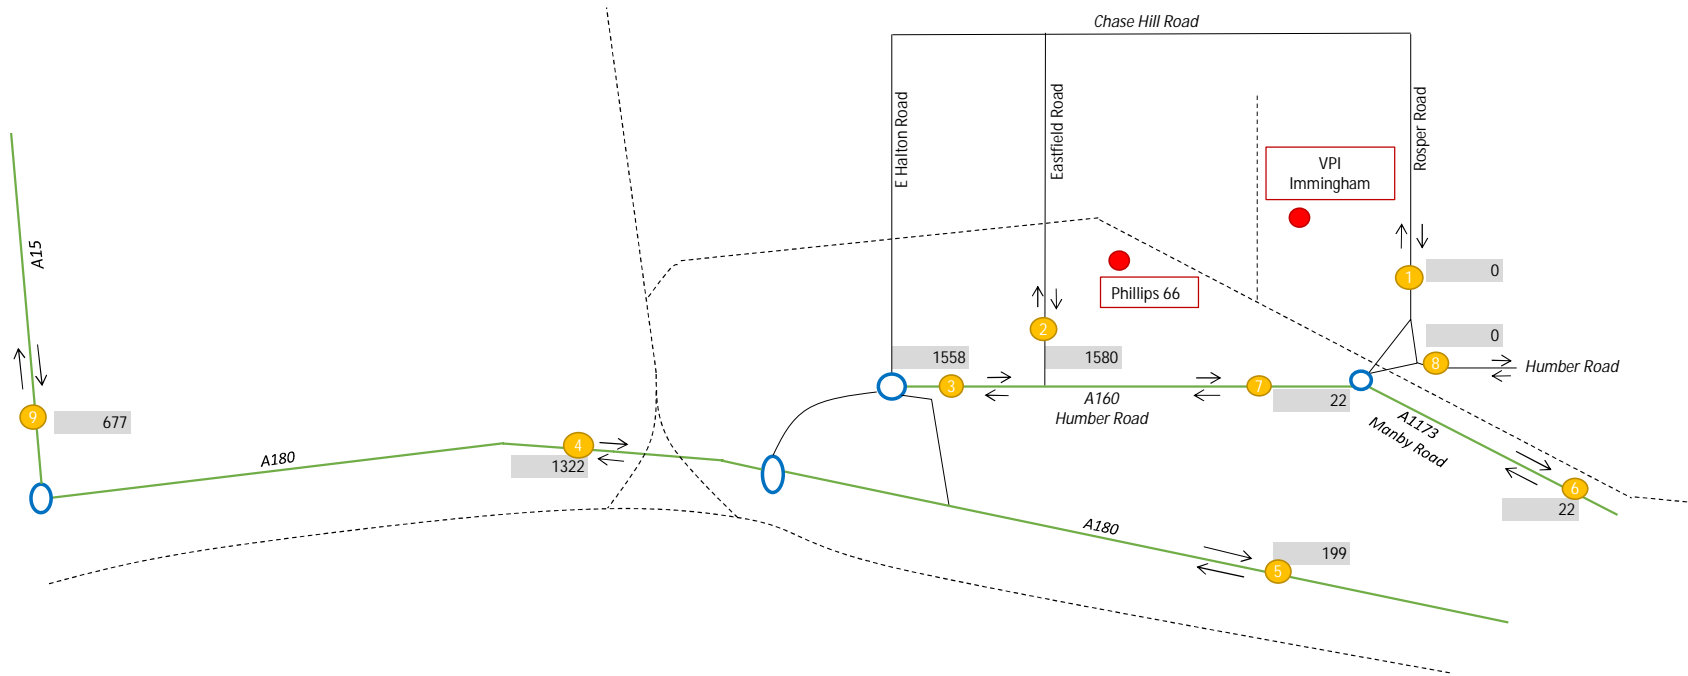 Chase Hill Road
E Halton Road
Eastfield Road
Rosper Road
VPI
Immingham
A15
Phillips 66
1
0
2
0
1558
1580
8
Humber Road
3
7
A160
Humber Road
22
A1173
Manby Road
9
677
4
A180
1322
6
22
A180
199
5